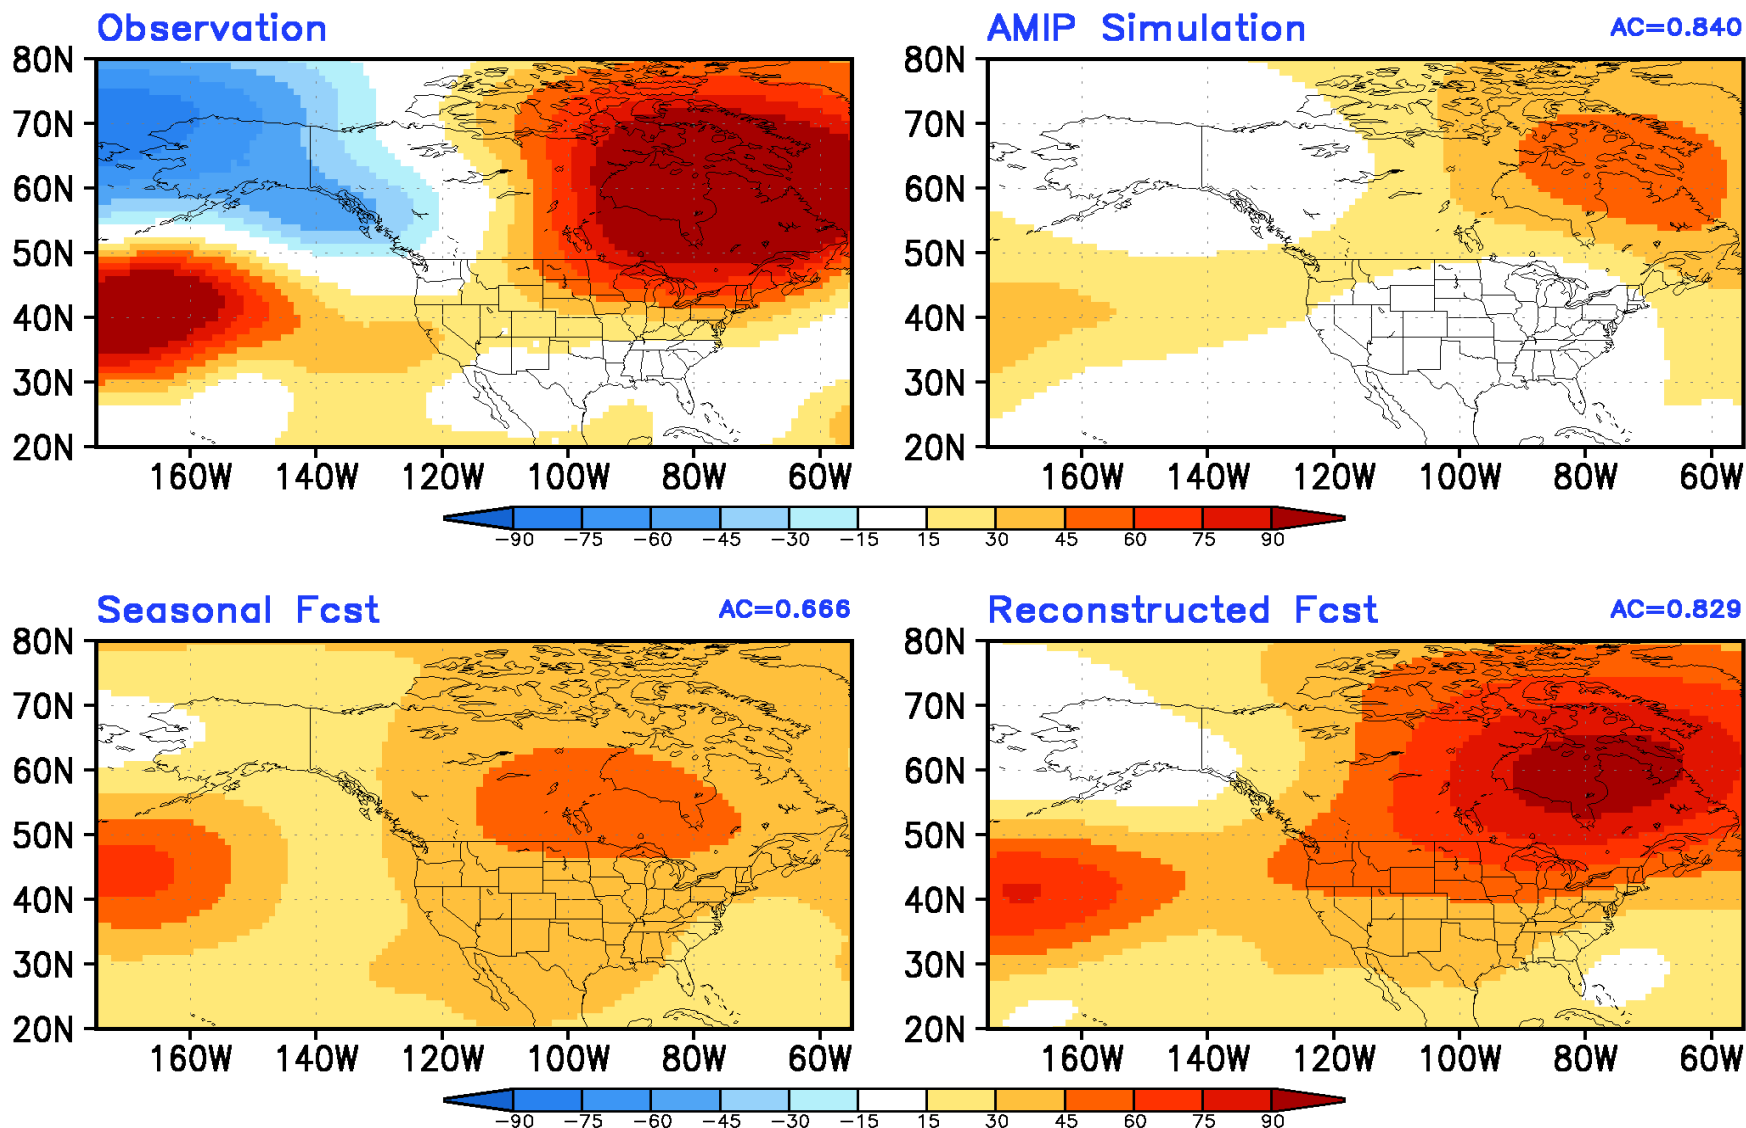 Observation
AMIP Simulation AC=0.840
80N 80N
70N 70N
60N 60N
50N 50N
40N 40N
30N 30N
20N 20N
160W 140W 120W 100W 80W 60W 160W 140W 120W 100W 80W 60W
-90 -75 -60 -45 -30 -15 15 30 45 60 75 90
Seasonal Fcst AC=0.666
Reconstructed Fcst AC=0.829
80N 80N
70N 70N
60N 60N
50N 50N
40N 40N
30N 30N
20N 20N
160W 140W 120W 100W 80W 60W 160W 140W 120W 100W 80W 60W
-90 -75 -60 -45 -30 -15 15 30 45 60 75 90